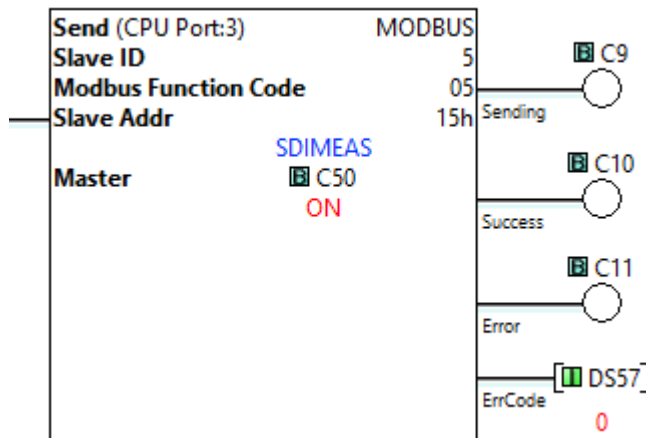 Send (CPU Port:3) MODBUS
Slave ID 5
B C9
Modbus Function Code 05
Slave Addr 15h
Sending
SDIMEAS
Master B C50
B C10
ON
Success
B C11
Error
I DS57
ErrCode
0